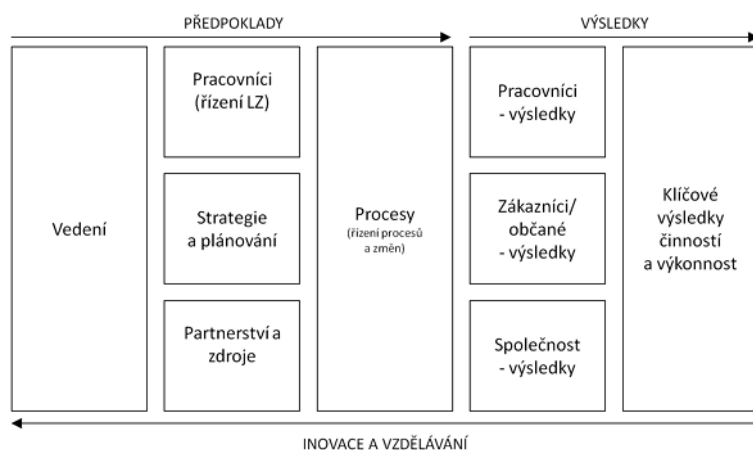 PŘEDPOKLADY
VÝSLEDKY
Vedení
Pracovníci
(řízení LZ)
Strategie
a plánování
Partnerství a
zdroje
Procesy
(řízení procesů
a změn)
Pracovníci
- výsledky
Zákazníci/
občané
- výsledky
Společnost
- výsledky
Klíčové
výsledky
činností
a výkonnost
INOVACE A VZDĚLÁVÁNÍ